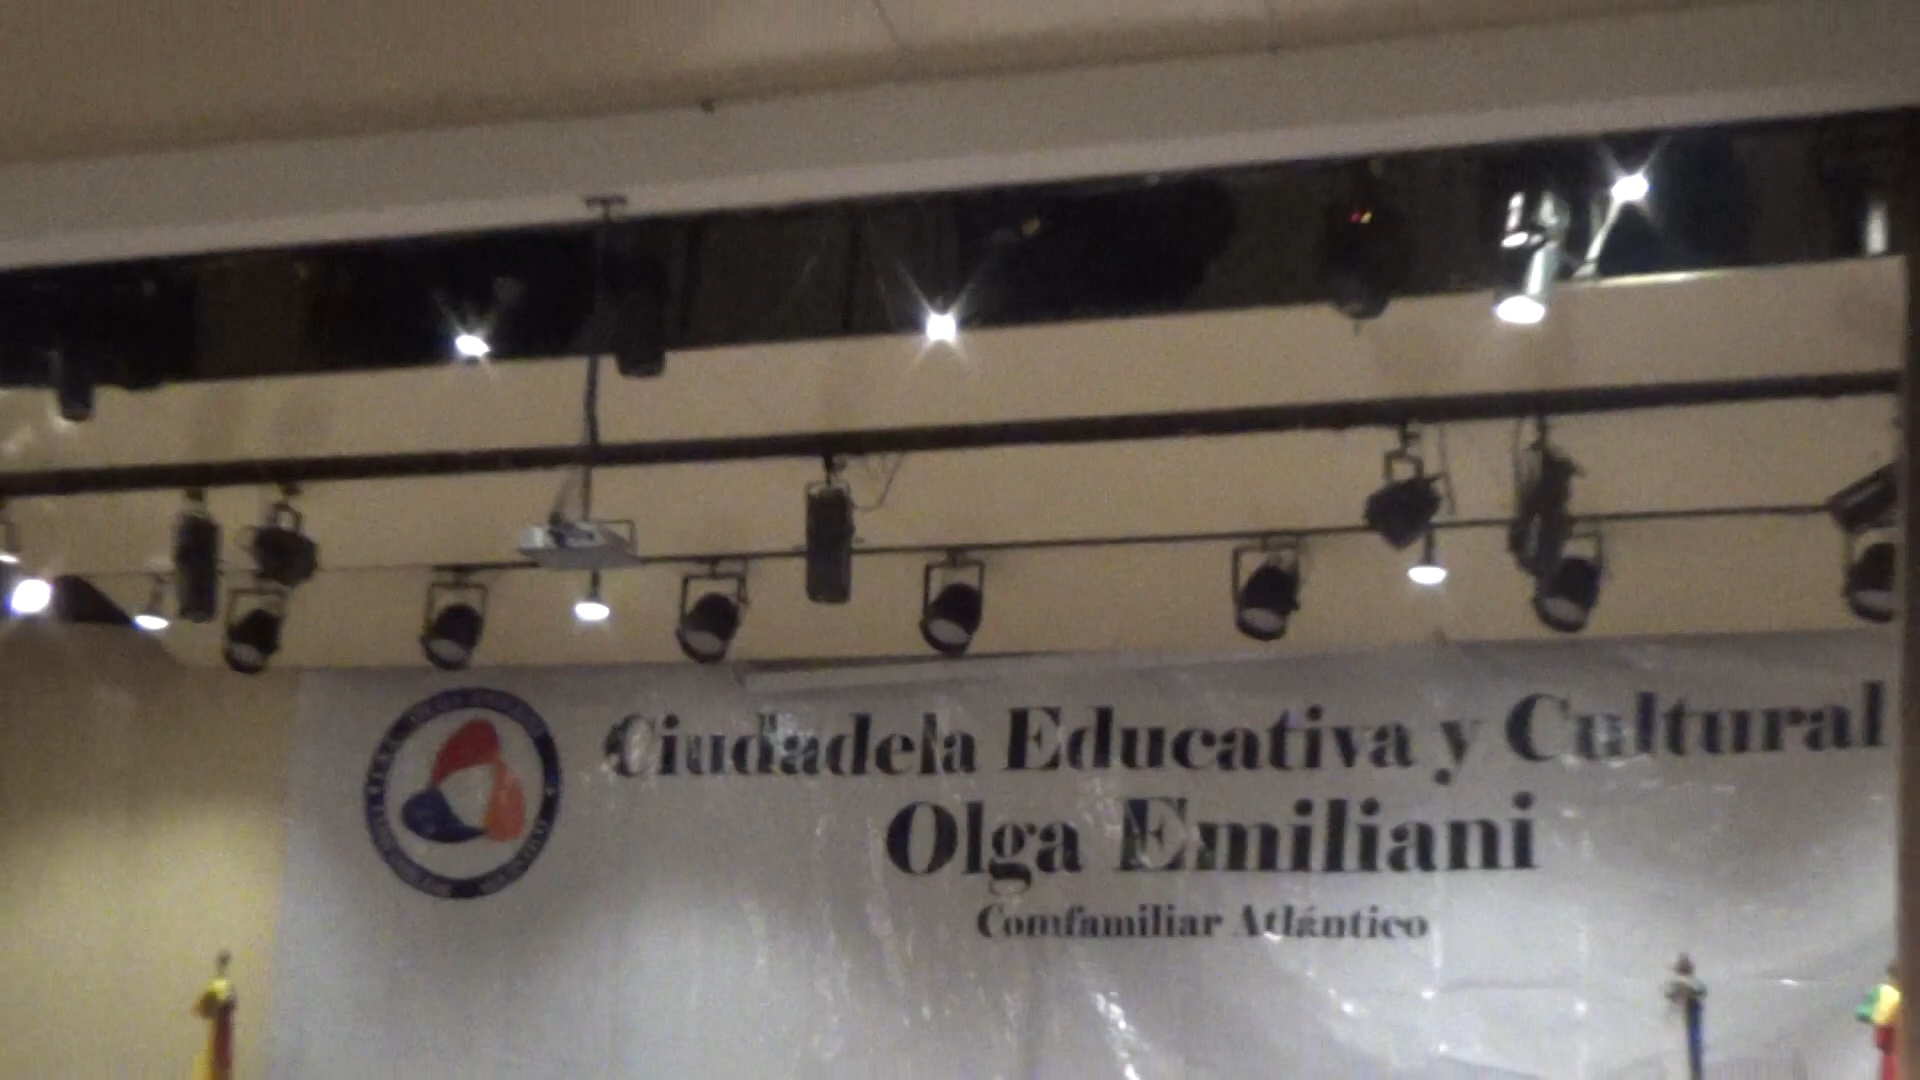 Ciudadela Educativa y Cultural
Olga Emiliani
Comfamiliar Atlántico